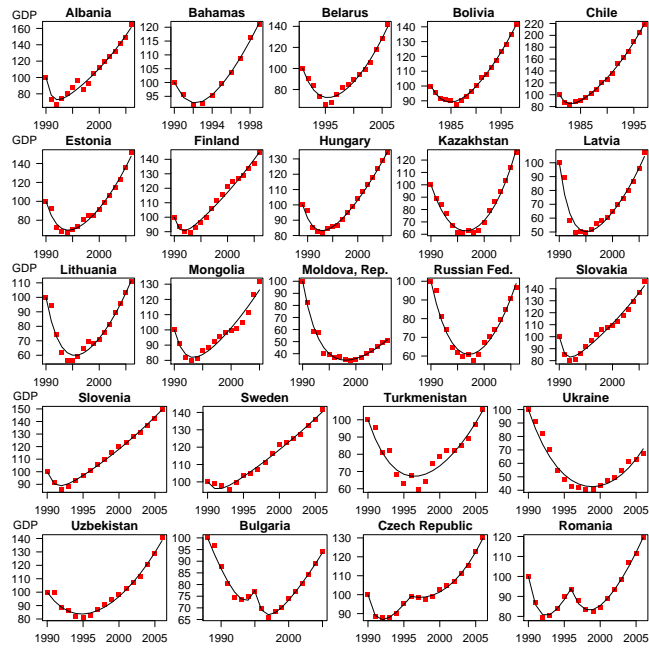 GDP Albania Bahamas Belarus Bolivia Chile
160 140 120 100 80
120 115 110 105 100 95
140 120 100 80
140 130 120 110 100 90
220 200 180 160 140 120 100 80
1990 2000 1990 1994 1998 1990 1995 2005 1985 1995 1985 1995
GDP Estonia Finland Hungary Kazakhstan Latvia
140 120 100 80
140 130 120 110 100 90
130 120 110 100 90 80
120 110 100 90 80 70 60
100 90 80 70 60 50
1990 2000 1990 2000 1990 2000 1990 2000 1990 2000
GDP Lithuania Mongolia Moldova, Rep. Russian Fed. Slovakia
110 100 90 80 70 60
130 120 110 100 90 80
100 90 80 70 60 50 40
100 90 80 70 60
140 120 100 80
1990 2000 1990 2000 1990 2000 1990 2000 1990 2000
GDP Slovenia Sweden Turkmenistan Ukraine
150 140 130 120 110 100 90
140 130 120 110 100
100 90 80 70 60
100 90 80 70 60 50 40
1990 1995 2000 2005 1990 1995 2000 2005 1990 1995 2000 2005 1990 1995 2000 2005
GDP Uzbekistan Bulgaria Czech Republic Romania
140 130 120 110 100 90 80
100 95 90 85 80 75 70 65
130 120 110 100 90
120 110 100 90 80
1990 1995 2000 2005 1990 2000 1990 1995 2000 2005 1990 1995 2000 2005